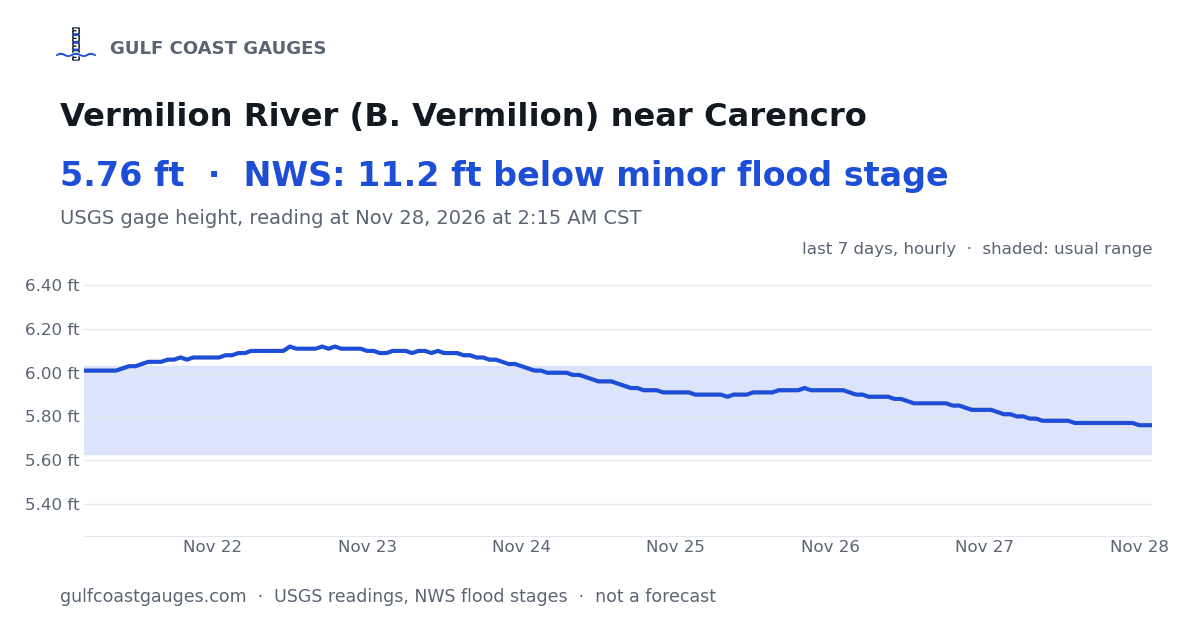 GULF COAST GAUGES
Vermilion River (B. Vermilion) near Carencro
5.76 ft · NWS: 11.2 ft below minor flood stage
USGS gage height, reading at Nov 28, 2026 at 2:15 AM CST
last 7 days, hourly · shaded: usual range
6.40 ft
6.20 ft
6.00 ft
5.80 ft
5.60 ft
5.40 ft
Nov 22 Nov 23 Nov 24 Nov 25 Nov 26 Nov 27 Nov 28
gulfcoastgauges.com · USGS readings, NWS flood stages · not a forecast